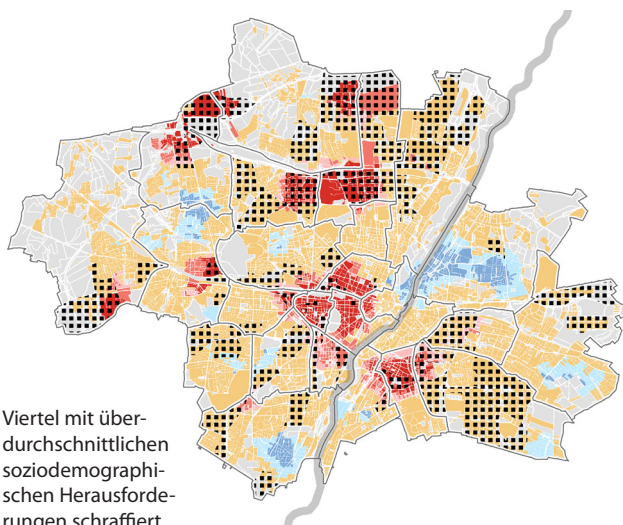 Viertel mit über-
durchschnittlichen
soziodemographi-
schen Herausforde-
rungen schraffiert